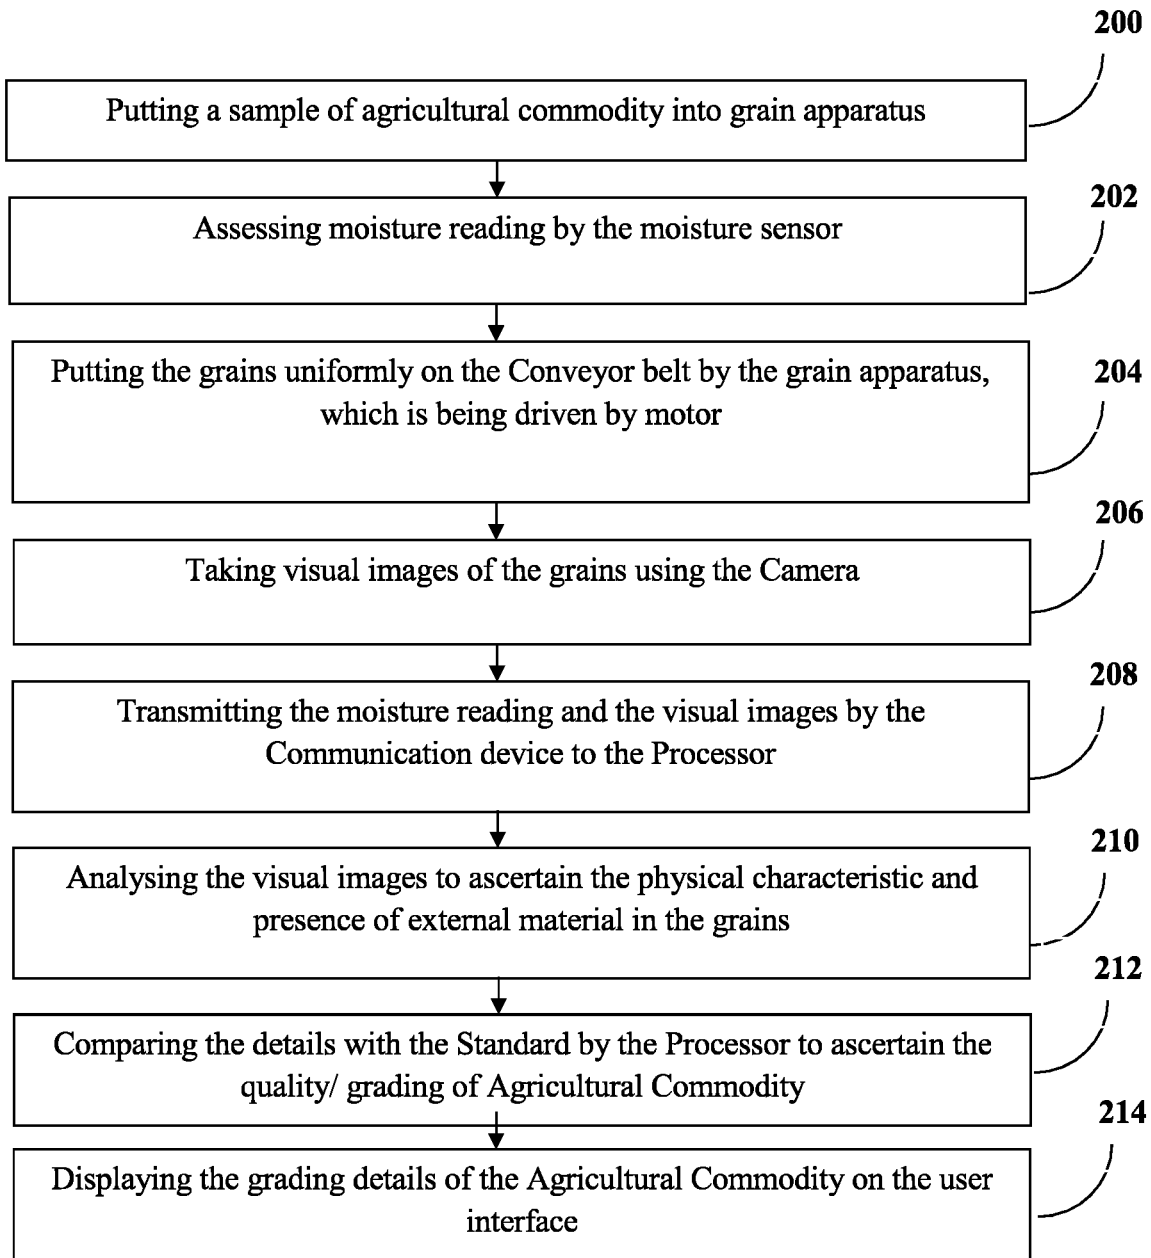 200
Putting a sample of agricultural commodity into grain apparatus
202
Assessing moisture reading by the moisture sensor
204
Putting the grains uniformly on the Conveyor belt by the grain apparatus,
which is being driven by motor
206
Taking visual images of the grains using the Camera
208
Transmitting the moisture reading and the visual images by the
Communication device to the Processor
210
Analysing the visual images to ascertain the physical characteristic and
presence of external material in the grains
212
Comparing the details with the Standard by the Processor to ascertain the
quality/ grading of Agricultural Commodity
214
Displaying the grading details of the Agricultural Commodity on the user
interface